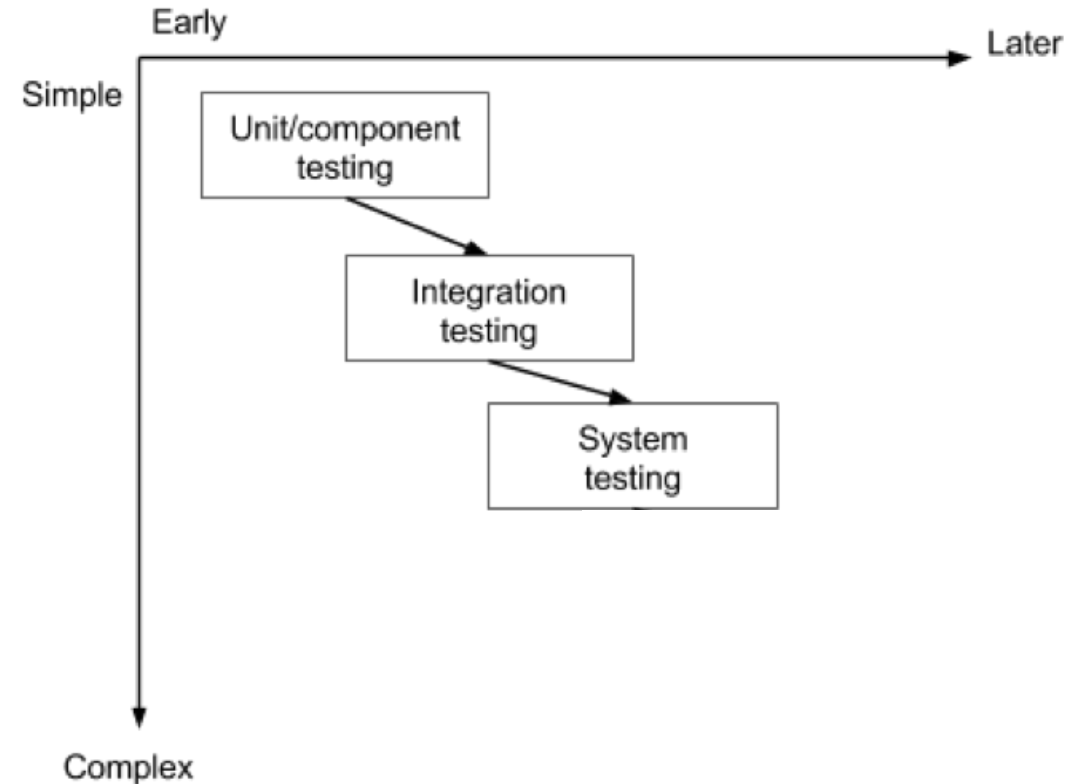 Early
Later
Simple
Unit/component
testing
Integration
testing
System
testing
Complex